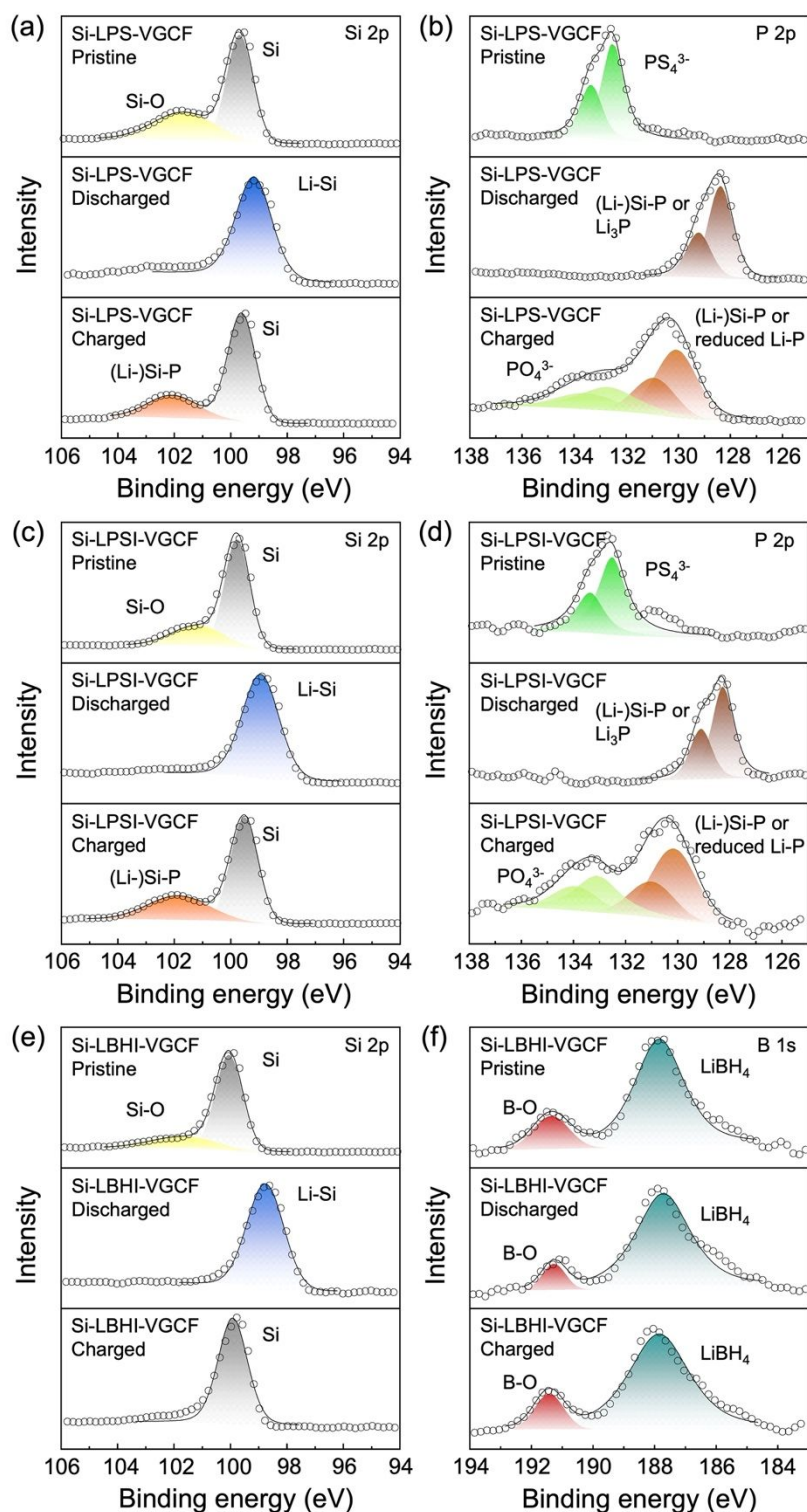 (a)
Si-LPS-VGCF
Pristine
Si 2p
Si
Si-O
Si-LPS-VGCF
Discharged
Li-Si
Si-LPS-VGCF
Charged
Si
(Li-)Si-P
Intensity
106 104 102 100 98 96 94
Binding energy (eV)
(b)
Si-LPS-VGCF
Pristine
P 2p
PS₄³⁻
Si-LPS-VGCF
Discharged
(Li-)Si-P or
Li₃P
Si-LPS-VGCF
Charged
(Li-)Si-P or
reduced Li-P
PO₄³⁻
Intensity
138 136 134 132 130 128 126
Binding energy (eV)
(c)
Si-LPSI-VGCF
Pristine
Si 2p
Si
Si-O
Si-LPSI-VGCF
Discharged
Li-Si
Si-LPSI-VGCF
Charged
Si
(Li-)Si-P
Intensity
106 104 102 100 98 96 94
Binding energy (eV)
(d)
Si-LPSI-VGCF
Pristine
P 2p
PS₄³⁻
Si-LPSI-VGCF
Discharged
(Li-)Si-P or
Li₃P
Si-LPSI-VGCF
Charged
(Li-)Si-P or
reduced Li-P
PO₄³⁻
Intensity
138 136 134 132 130 128 126
Binding energy (eV)
(e)
Si-LBHI-VGCF
Pristine
Si 2p
Si
Si-O
Si-LBHI-VGCF
Discharged
Li-Si
Si-LBHI-VGCF
Charged
Si
Intensity
106 104 102 100 98 96 94
Binding energy (eV)
(f)
Si-LBHI-VGCF
Pristine
B 1s
LiBH₄
B-O
Si-LBHI-VGCF
Discharged
LiBH₄
B-O
Si-LBHI-VGCF
Charged
LiBH₄
B-O
Intensity
194 192 190 188 186 184
Binding energy (eV)